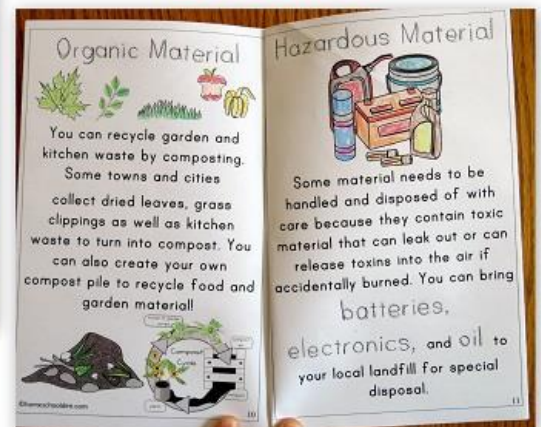 Organic Material
You can recycle garden and
kitchen waste by composting.
Some towns and cities
collect dried leaves, grass
clippings as well as kitchen
waste to turn into compost. You
can also create your own
compost pile to recycle food and
garden material!
Compost
Cycle
©homeschoolden.com
10
Hazardous Material
Some material needs to be
handled and disposed of with
care because they contain toxic
material that can leak out or can
release toxins into the air if
accidentally burned. You can bring
batteries,
electronics, and oil to
your local landfill for special
disposal.
11